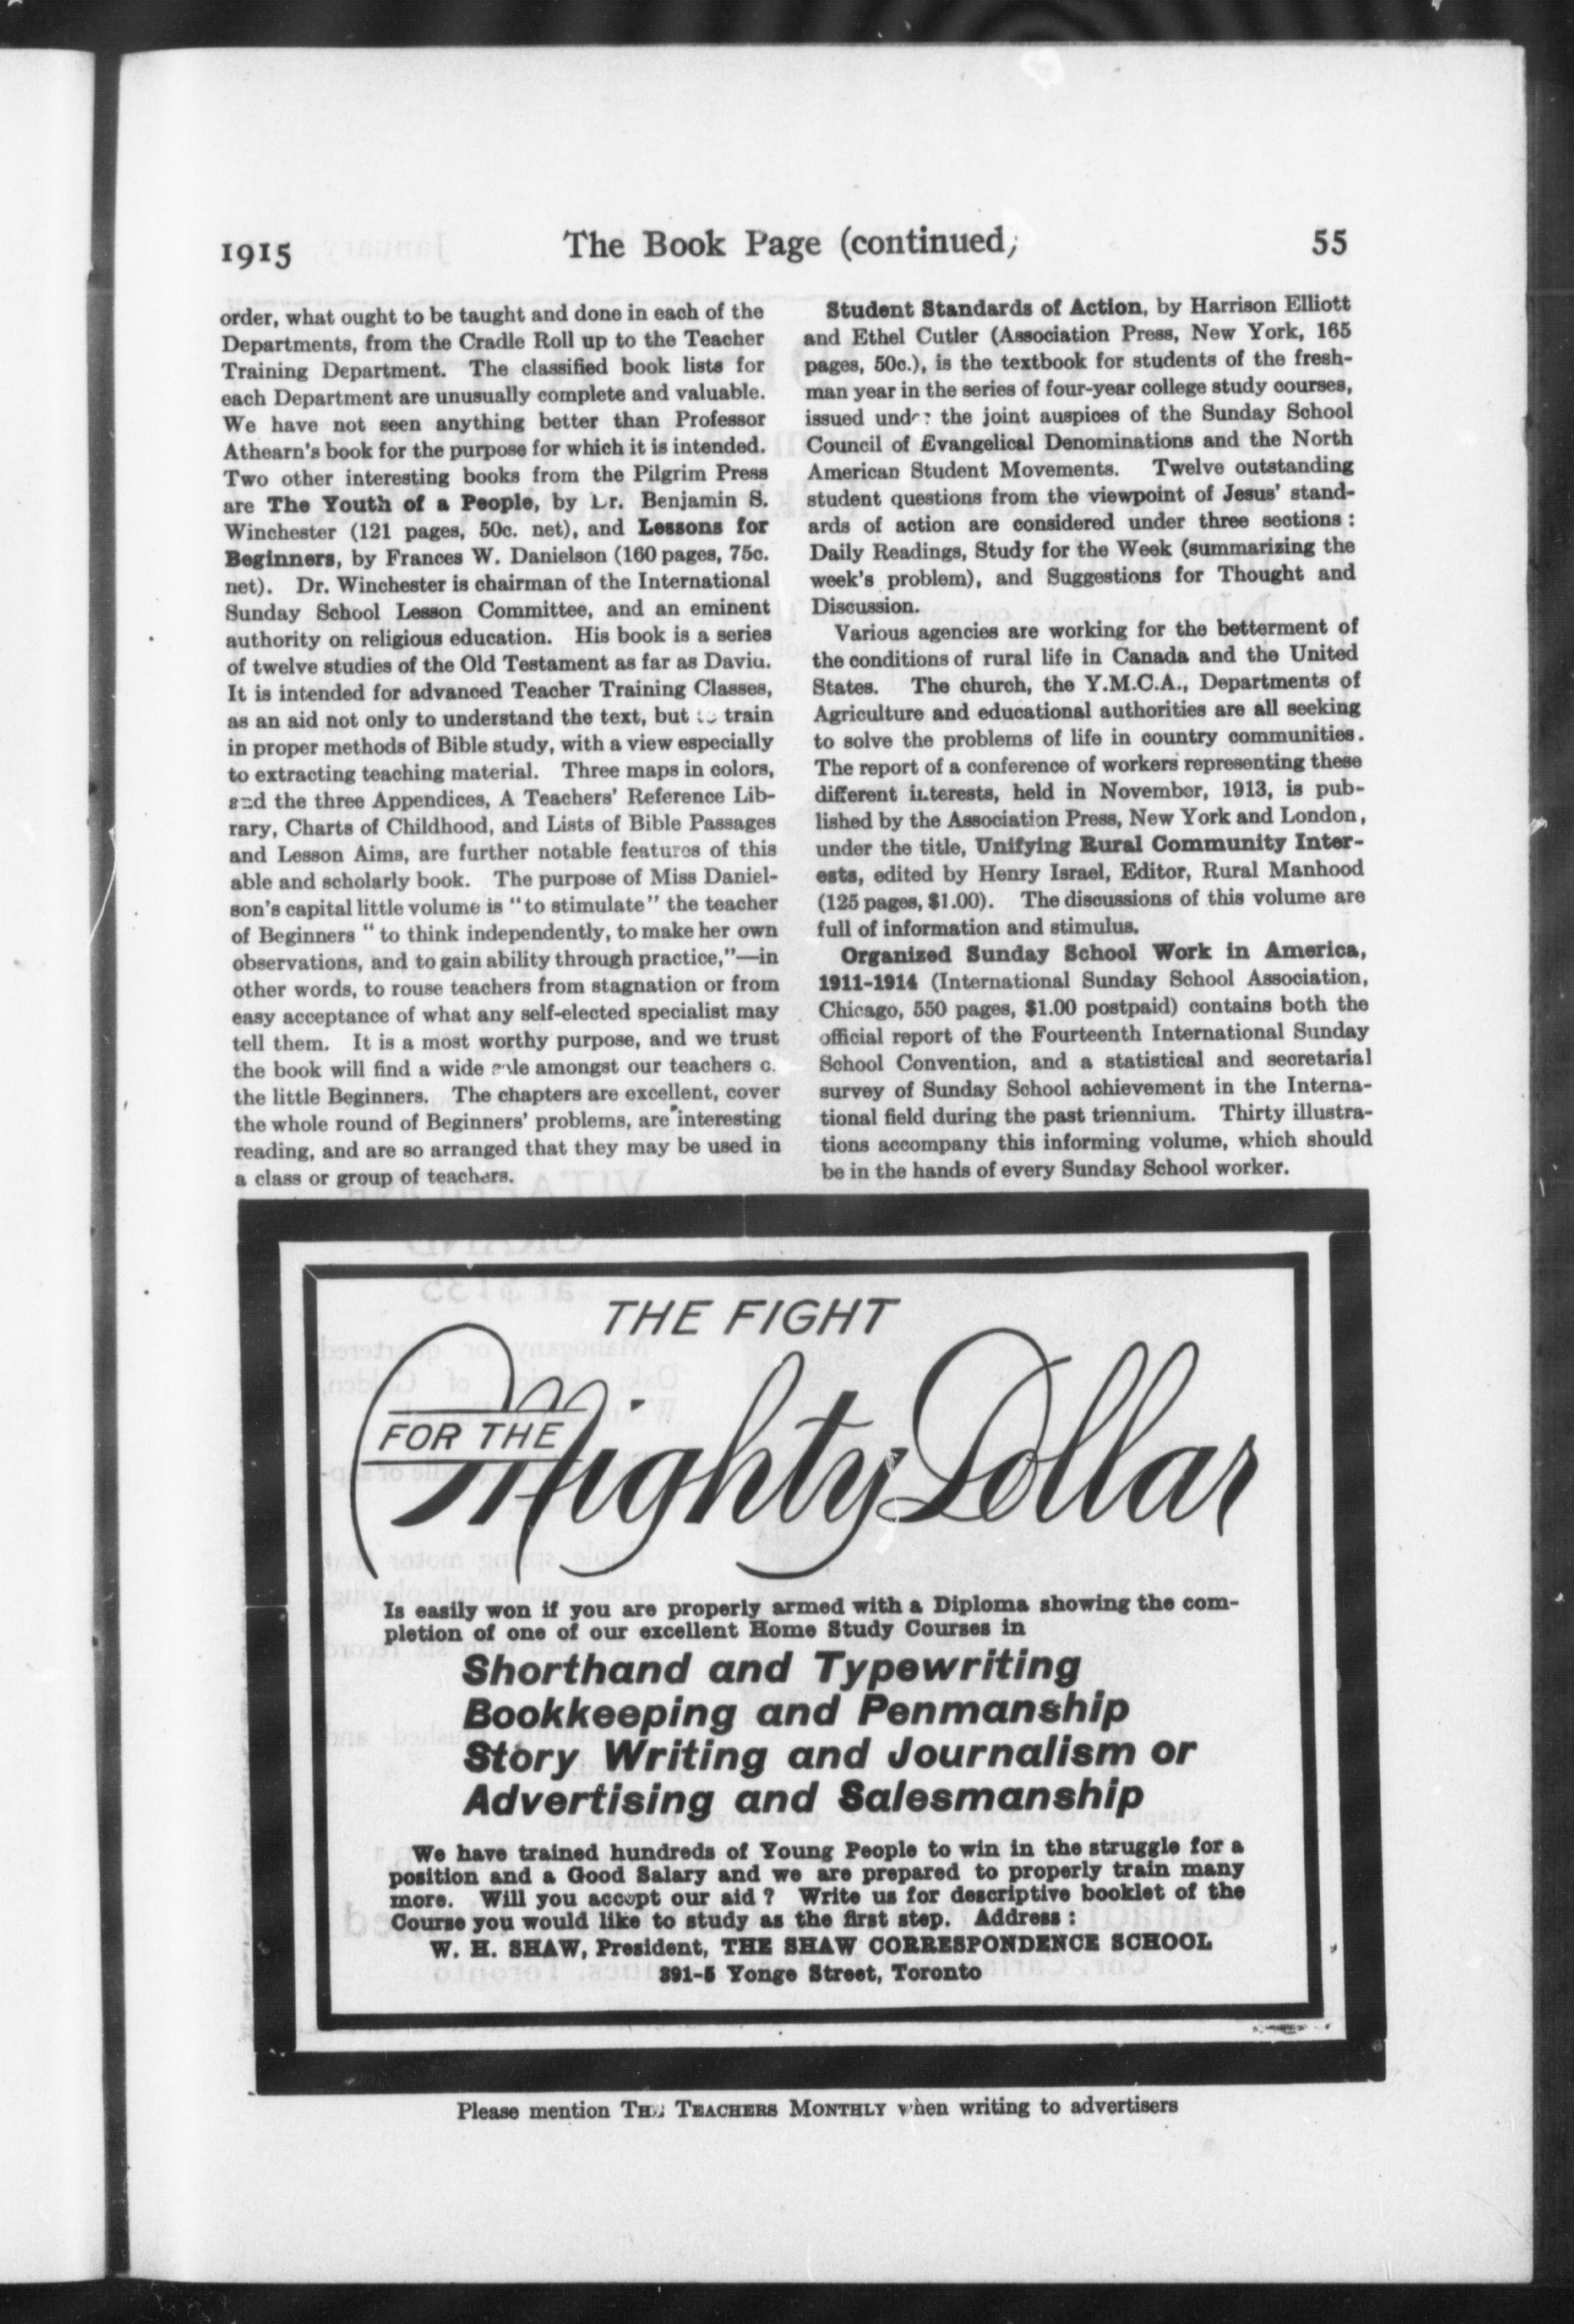 1915
The Book Page (continued)
55
order, what ought to be taught and done in each of the
Departments, from the Cradle Roll up to the Teacher
Training Department. The classified book lists for
each Department are unusually complete and valuable.
We have not seen anything better than Professor
Athearn's book for the purpose for which it is intended.
Two other interesting books from the Pilgrim Press
are The Youth of a People, by Dr. Benjamin S.
Winchester (121 pages, 50c. net), and Lessons for
Beginners, by Frances W. Danielson (160 pages, 75c.
net). Dr. Winchester is chairman of the International
Sunday School Lesson Committee, and an eminent
authority on religious education. His book is a series
of twelve studies of the Old Testament as far as David.
It is intended for advanced Teacher Training Classes,
as an aid not only to understand the text, but to train
in proper methods of Bible study, with a view especially
to extracting teaching material. Three maps in colors,
and the three Appendices, A Teachers' Reference Lib-
rary, Charts of Childhood, and Lists of Bible Passages
and Lesson Aims, are further notable features of this
able and scholarly book. The purpose of Miss Daniel-
son's capital little volume is "to stimulate" the teacher
of Beginners "to think independently, to make her own
observations, and to gain ability through practice,"—in
other words, to rouse teachers from stagnation or from
easy acceptance of what any self-elected specialist may
tell them. It is a most worthy purpose, and we trust
the book will find a wide sale amongst our teachers of
the little Beginners. The chapters are excellent, cover
the whole round of Beginners' problems, are interesting
reading, and are so arranged that they may be used in
a class or group of teachers.
Student Standards of Action, by Harrison Elliott
and Ethel Cutler (Association Press, New York, 165
pages, 50c.), is the textbook for students of the fresh-
man year in the series of four-year college study courses,
issued under the joint auspices of the Sunday School
Council of Evangelical Denominations and the North
American Student Movements. Twelve outstanding
student questions from the viewpoint of Jesus' stand-
ards of action are considered under three sections :
Daily Readings, Study for the Week (summarizing the
week's problem), and Suggestions for Thought and
Discussion.
Various agencies are working for the betterment of
the conditions of rural life in Canada and the United
States. The church, the Y.M.C.A., Departments of
Agriculture and educational authorities are all seeking
to solve the problems of life in country communities.
The report of a conference of workers representing these
different interests, held in November, 1913, is pub-
lished by the Association Press, New York and London,
under the title, Unifying Rural Community Inter-
ests, edited by Henry Israel, Editor, Rural Manhood
(125 pages, $1.00). The discussions of this volume are
full of information and stimulus.
Organized Sunday School Work in America,
1911-1914 (International Sunday School Association,
Chicago, 550 pages, $1.00 postpaid) contains both the
official report of the Fourteenth International Sunday
School Convention, and a statistical and secretarial
survey of Sunday School achievement in the Interna-
tional field during the past triennium. Thirty illustra-
tions accompany this informing volume, which should
be in the hands of every Sunday School worker.
THE FIGHT
FOR THE Mighty Dollar
Is easily won if you are properly armed with a Diploma showing the com-
pletion of one of our excellent Home Study Courses in
Shorthand and Typewriting
Bookkeeping and Penmanship
Story Writing and Journalism or
Advertising and Salesmanship
We have trained hundreds of Young People to win in the struggle for a
position and a Good Salary and we are prepared to properly train many
more. Will you accept our aid ? Write us for descriptive booklet of the
Course you would like to study as the first step. Address :
W. H. SHAW, President, THE SHAW CORRESPONDENCE SCHOOL
391-5 Yonge Street, Toronto
Please mention THE TEACHERS MONTHLY when writing to advertisers